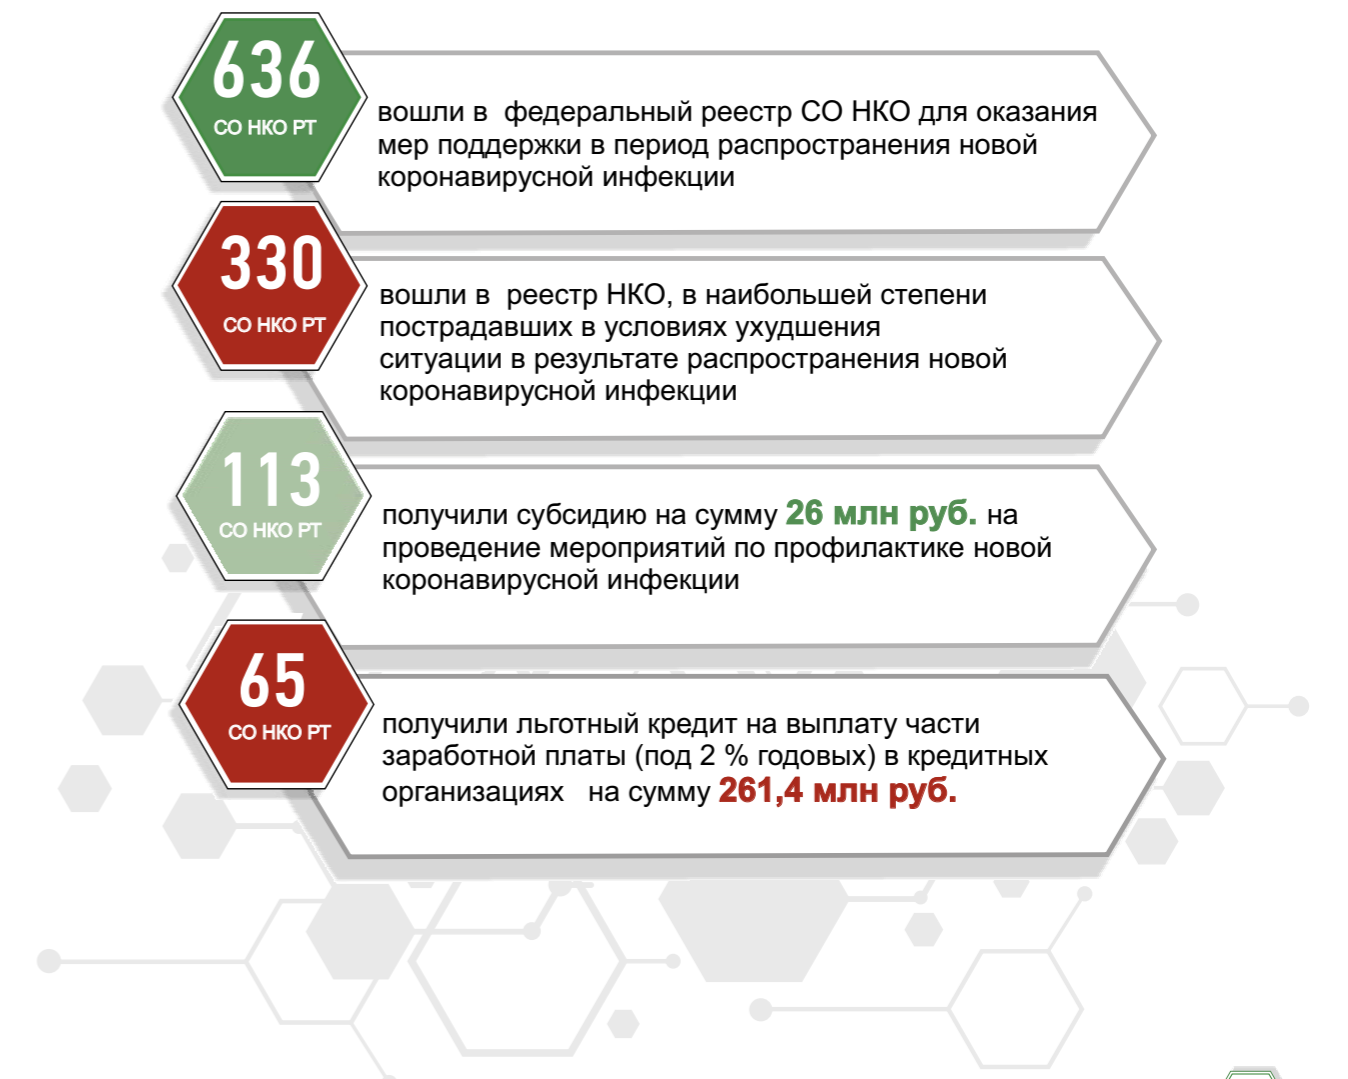 636
СО НКО РТ
вошли в федеральный реестр СО НКО для оказания
мер поддержки в период распространения новой
коронавирусной инфекции
330
СО НКО РТ
вошли в реестр НКО, в наибольшей степени
пострадавших в условиях ухудшения
ситуации в результате распространения новой
коронавирусной инфекции
113
СО НКО РТ
получили субсидию на сумму 26 млн руб. на
проведение мероприятий по профилактике новой
коронавирусной инфекции
65
СО НКО РТ
получили льготный кредит на выплату части
заработной платы (под 2 % годовых) в кредитных
организациях на сумму 261,4 млн руб.